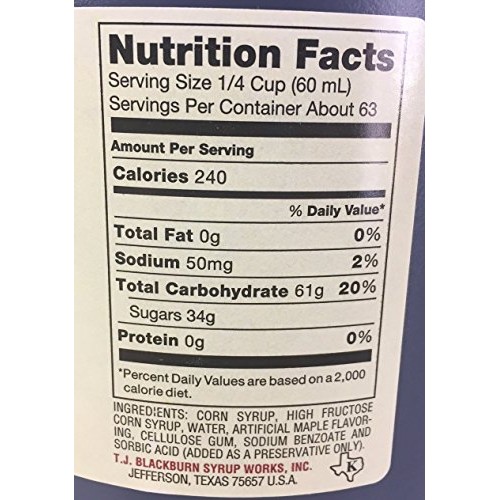 Nutrition Facts
Serving Size 1/4 Cup (60 mL)
Servings Per Container About 63
Amount Per Serving
Calories 240
% Daily Value*
Total Fat 0g 0%
Sodium 50mg 2%
Total Carbohydrate 61g 20%
Sugars 34g
Protein 0g 0%
*Percent Daily Values are based on a 2,000
calorie diet.
INGREDIENTS: CORN SYRUP, HIGH FRUCTOSE
CORN SYRUP, WATER, ARTIFICIAL MAPLE FLAVOR-
ING, CELLULOSE GUM, SODIUM BENZOATE AND
SORBIC ACID (ADDED AS A PRESERVATIVE ONLY).
T.J. BLACKBURN SYRUP WORKS, INC.
JEFFERSON, TEXAS 75657 U.S.A.
K